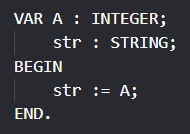 VAR A : INTEGER;
    str : STRING;
BEGIN
    str := A;
END.